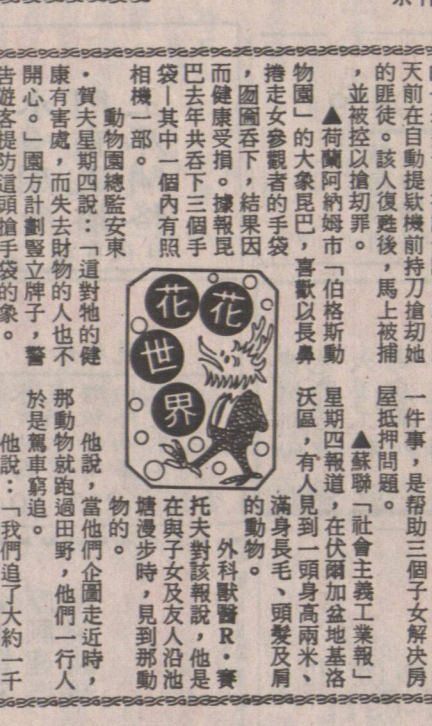 天前在自動提欵機前持刀搶刧她
的匪徒。該人復甦後，馬上被捕
，並被控以搶刧罪。
▲荷蘭阿納姆市「伯格斯動
物園」的大象昆巴，喜歡以長鼻
捲走女參觀者的手袋
，囫圇吞下，結果因
而健康受損。據報昆
巴去年共吞下三個手
袋—其中一個內有照
相機一部。
動物園總監安東
・賀夫星期四說：「這對牠的健
康有害處，而失去財物的人也不
開心。」園方計劃豎立牌子，警
告遊客提防這頭搶手袋的象。
花花世界
一件事，是帮助三個子女解决房
屋抵押問題。
▲蘇聯「社會主義工業報」
星期四報道，在伏爾加盆地基洛
沃區，有人見到一頭身高兩米、
滿身長毛、頭髮及肩
的動物。
外科獸醫R・賽
托夫對該報說，他是
在與子女及友人沿池
塘漫步時，見到那動
物的。
他說，當他們企圖走近時，
那動物就跑過田野，他們一行人
於是駕車窮追。
他說：「我們追了大約一千